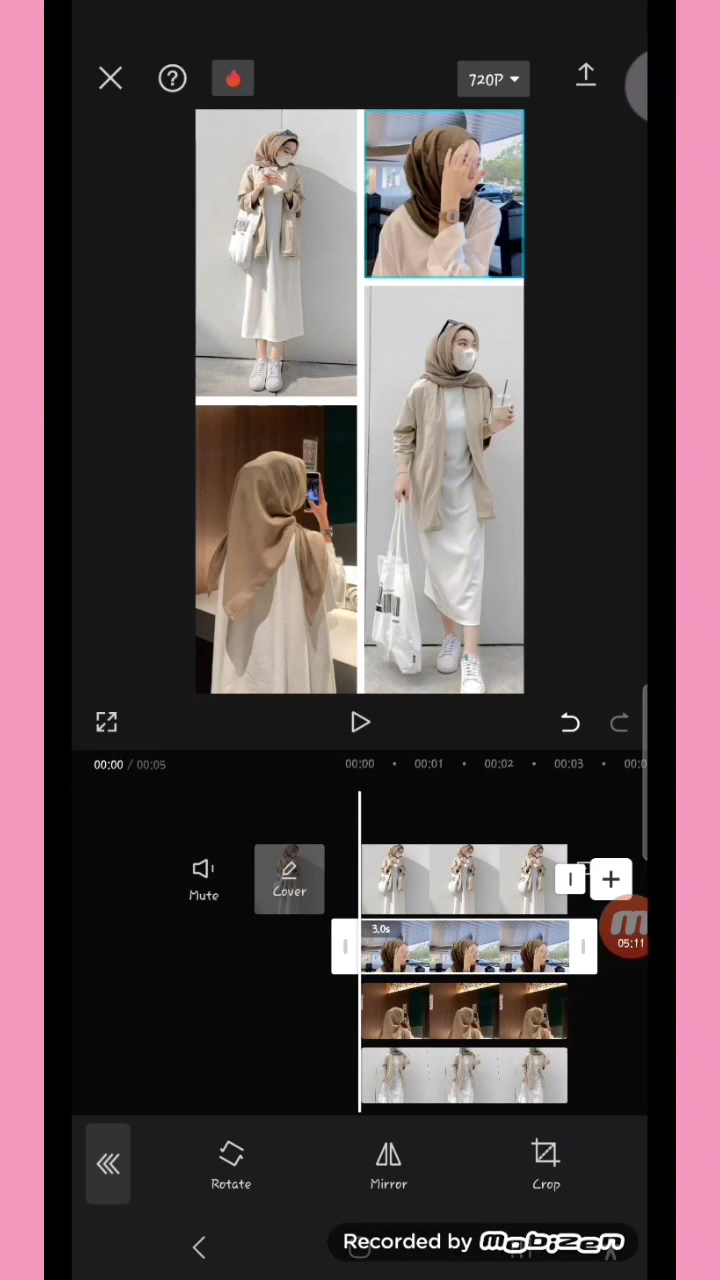 720P
00:00 / 00:05
00:00
00:01
00:02
00:03
Mute
Cover
3,0s
05:11
Rotate
Mirror
Crop
Recorded by mobizen